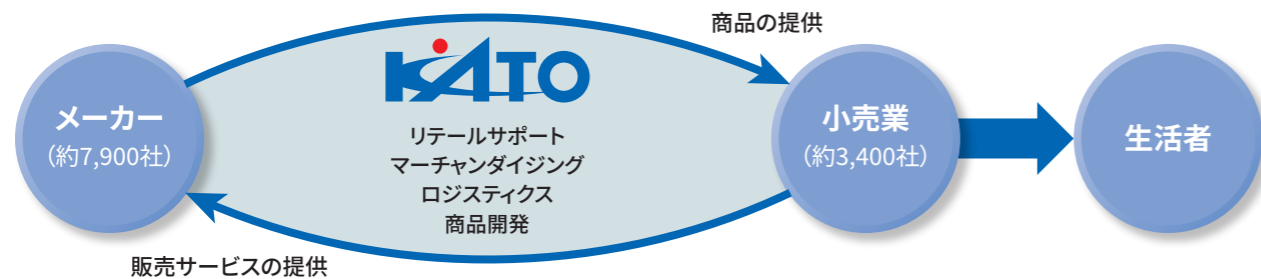 商品の提供
KATO
メーカー
（約7,900社）
リテールサポート
マーチャンダイジング
ロジスティクス
商品開発
小売業
（約3,400社）
生活者
販売サービスの提供